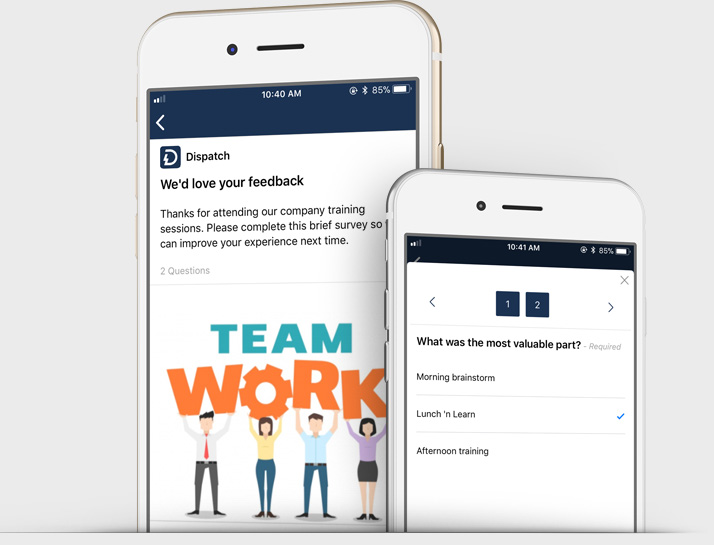 10:40 AM
85%
Dispatch
We'd love your feedback
Thanks for attending our company training
sessions. Please complete this brief survey so
can improve your experience next time.
2 Questions
TEAM
WORK
10:41 AM
85%
1 2
What was the most valuable part? - Required
Morning brainstorm
Lunch 'n Learn
Afternoon training